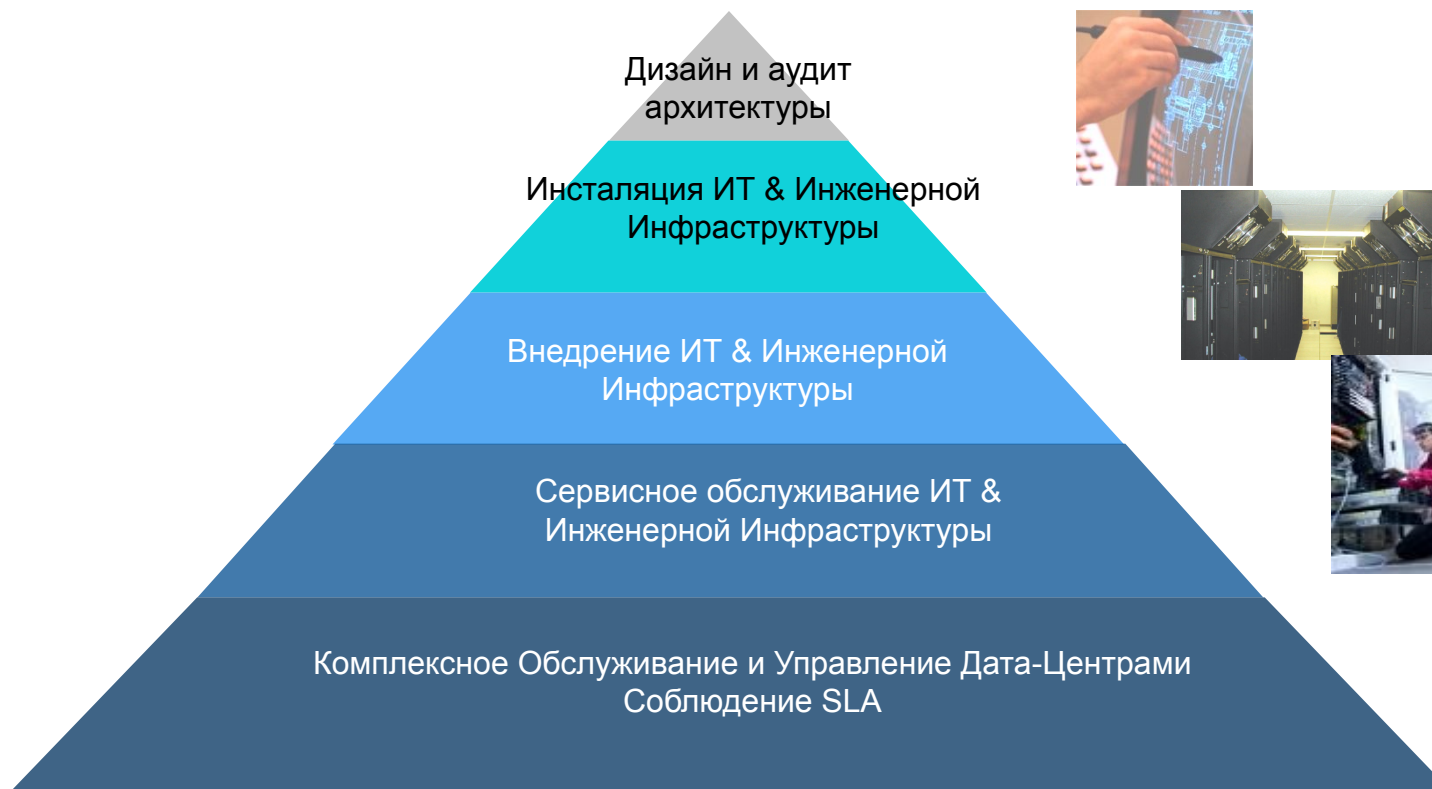 Дизайн и аудит
архитектуры
Инсталяция ИТ & Инженерной
Инфраструктуры
Внедрение ИТ & Инженерной
Инфраструктуры
Сервисное обслуживание ИТ &
Инженерной Инфраструктуры
Комплексное Обслуживание и Управление Дата-Центрами
Соблюдение SLA